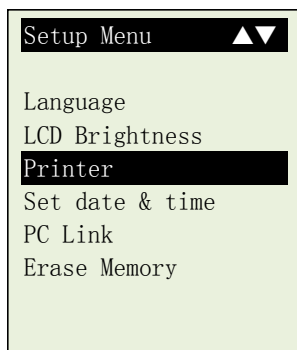 Setup Menu ▲▼
Language
LCD Brightness
Printer
Set date & time
PC Link
Erase Memory